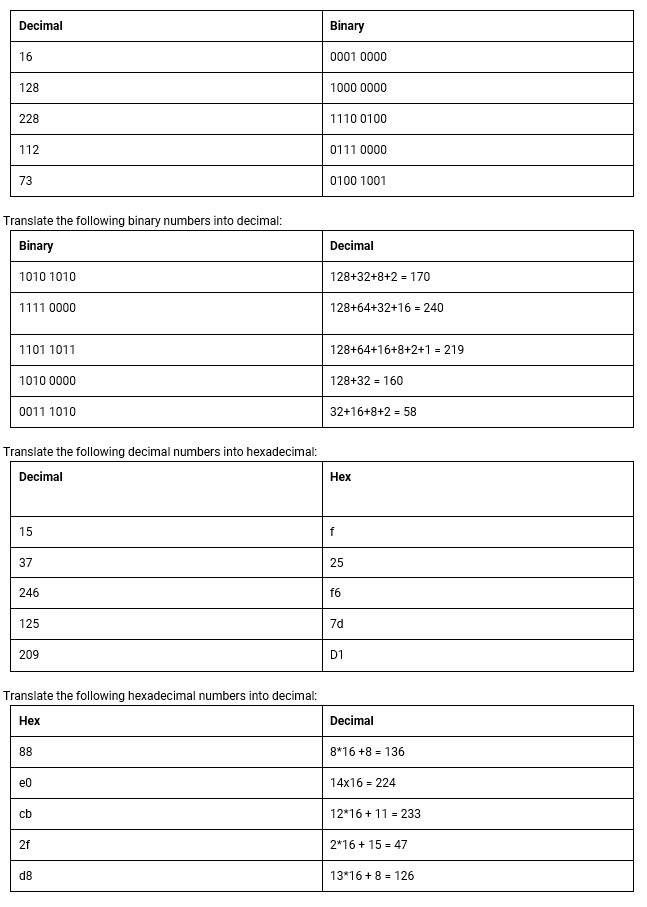 Decimal Binary
16 0001 0000
128 1000 0000
228 1110 0100
112 0111 0000
73 0100 1001
Translate the following binary numbers into decimal:
Binary Decimal
1010 1010 128+32+8+2 = 170
1111 0000 128+64+32+16 = 240
1101 1011 128+64+16+8+2+1 = 219
1010 0000 128+32 = 160
0011 1010 32+16+8+2 = 58
Translate the following decimal numbers into hexadecimal:
Decimal Hex
15 f
37 25
246 f6
125 7d
209 D1
Translate the following hexadecimal numbers into decimal:
Hex Decimal
88 8*16 +8 = 136
e0 14x16 = 224
cb 12*16 + 11 = 233
2f 2*16 + 15 = 47
d8 13*16 + 8 = 126